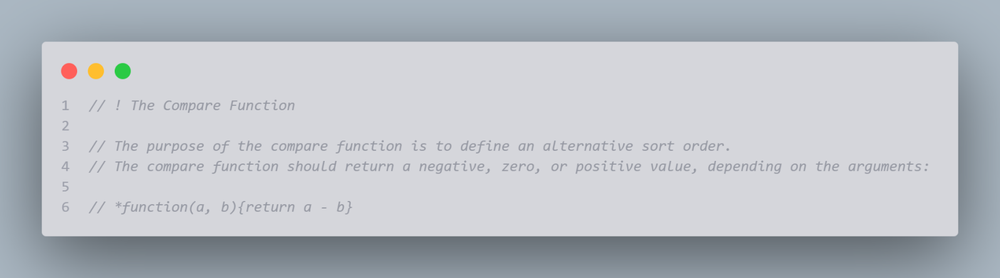 1 // ! The Compare Function
2
3 // The purpose of the compare function is to define an alternative sort order.
4 // The compare function should return a negative, zero, or positive value, depending on the arguments:
5
6 // *function(a, b){return a - b}